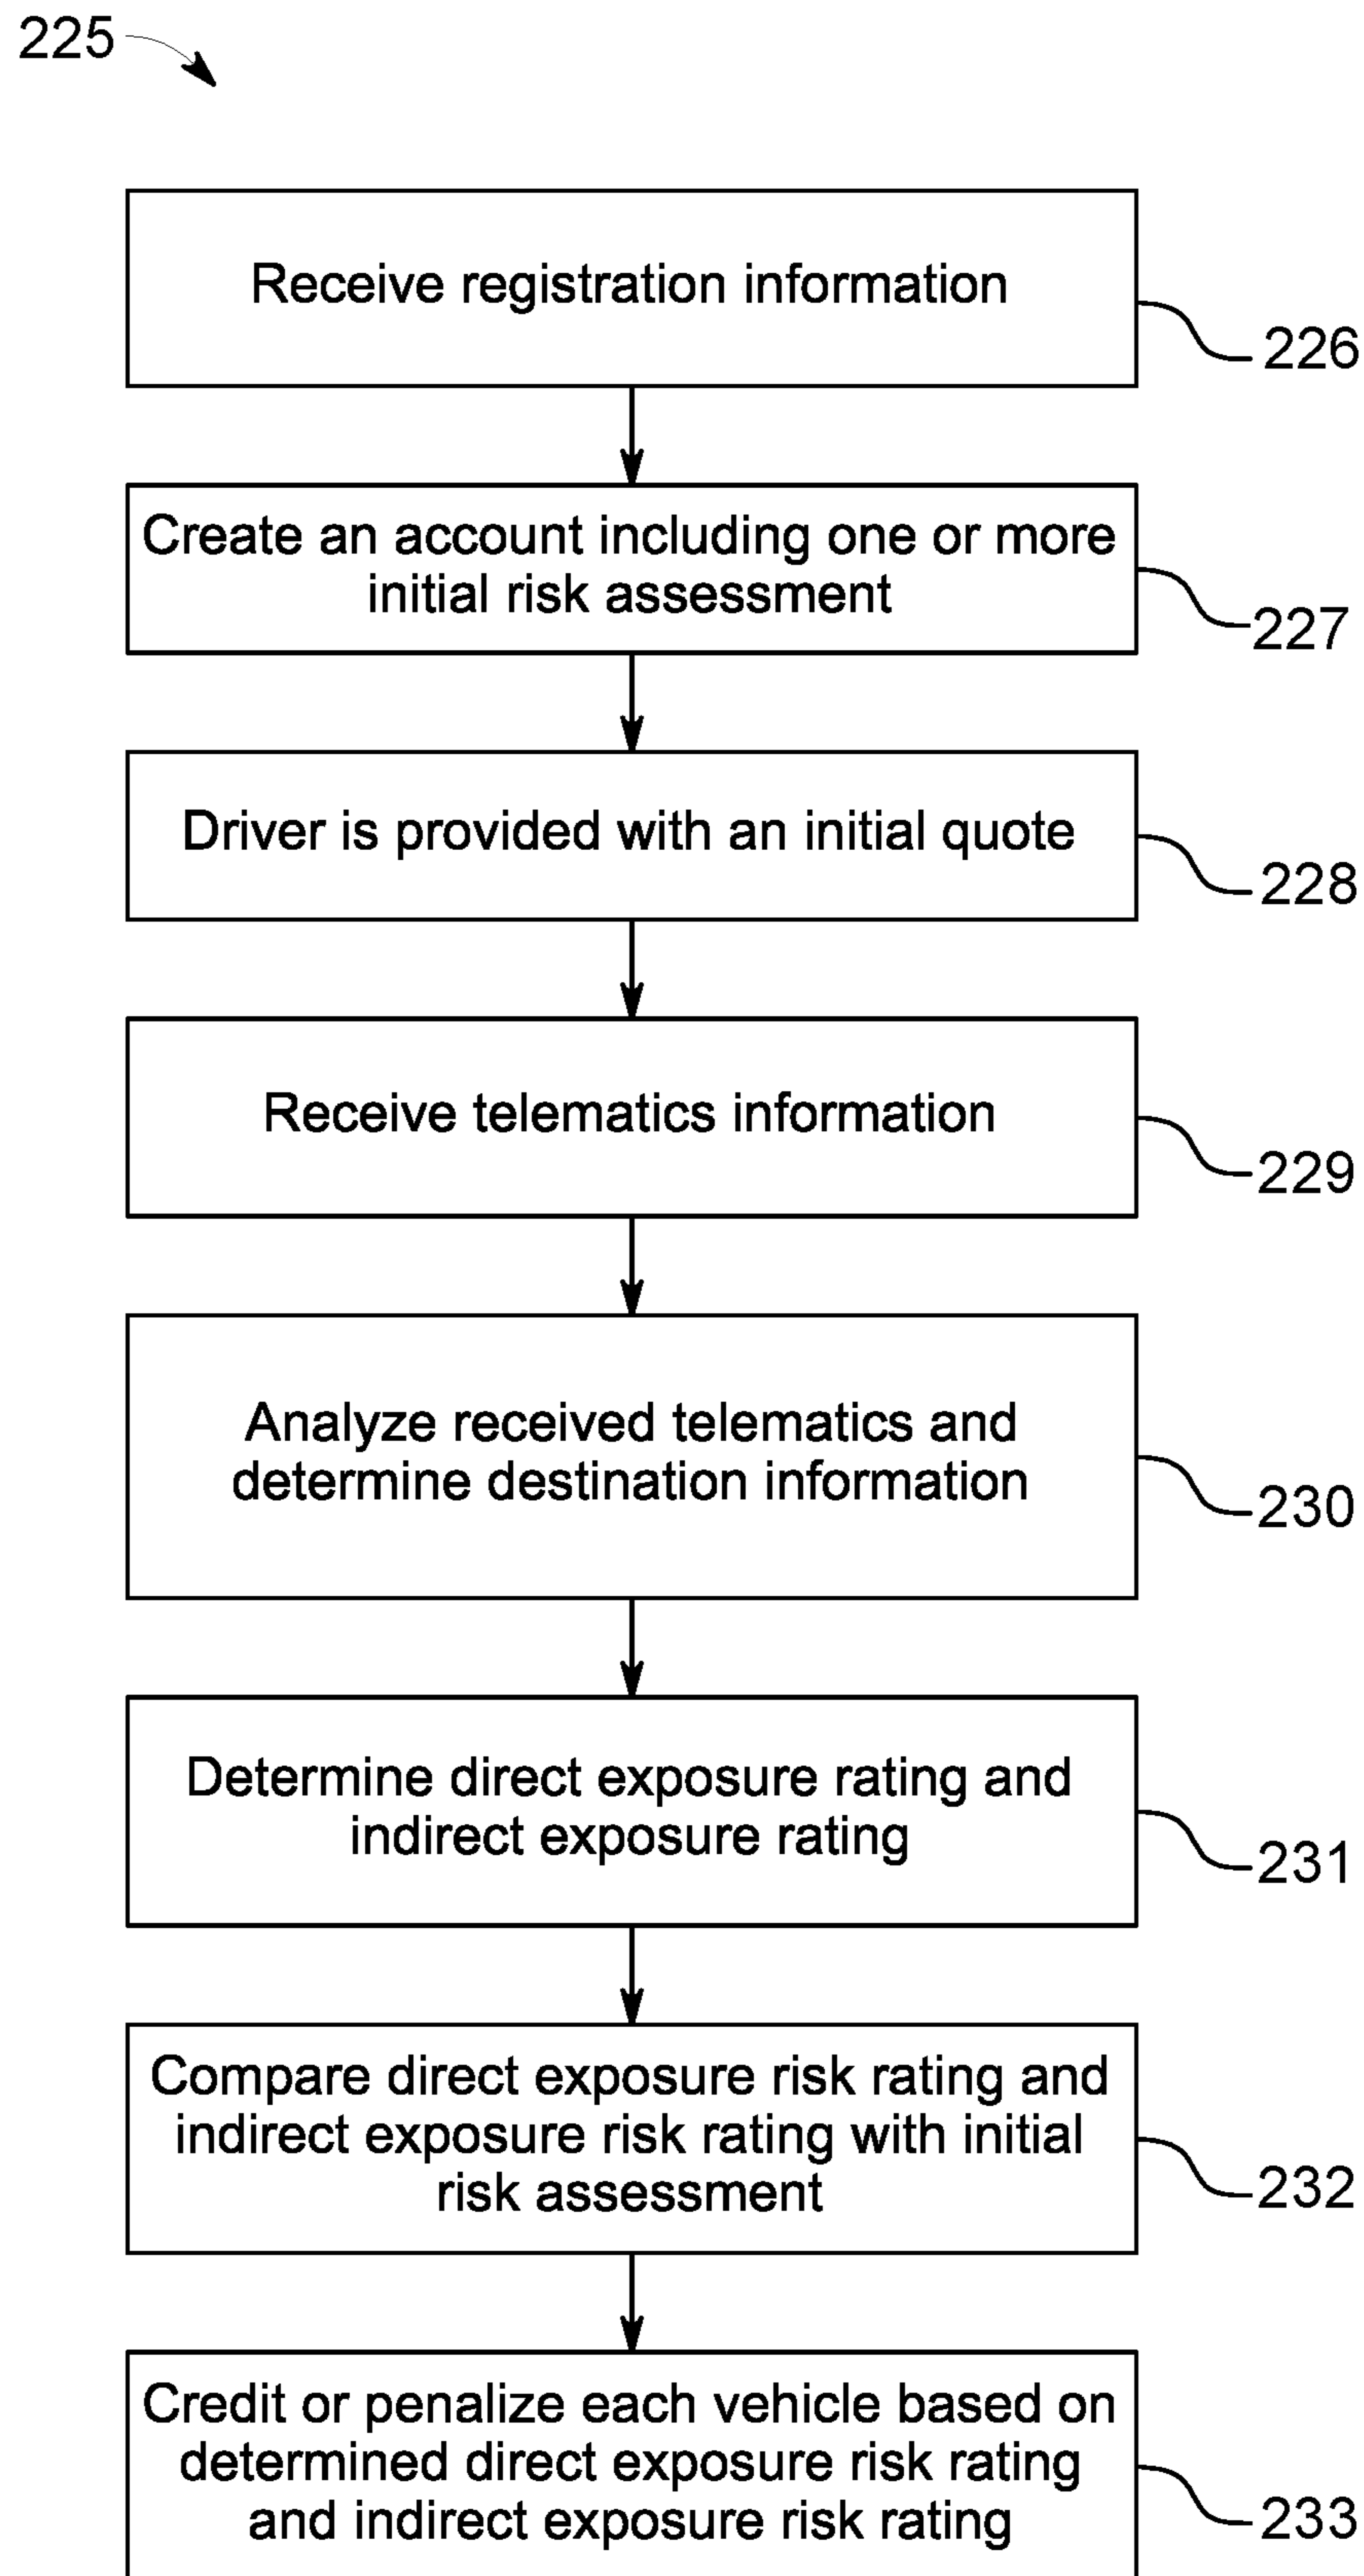 225
Receive registration information
226
Create an account including one or more
initial risk assessment
227
Driver is provided with an initial quote
228
Receive telematics information
229
Analyze received telematics and
determine destination information
230
Determine direct exposure rating and
indirect exposure rating
231
Compare direct exposure risk rating and
indirect exposure risk rating with initial
risk assessment
232
Credit or penalize each vehicle based on
determined direct exposure risk rating
and indirect exposure risk rating
233